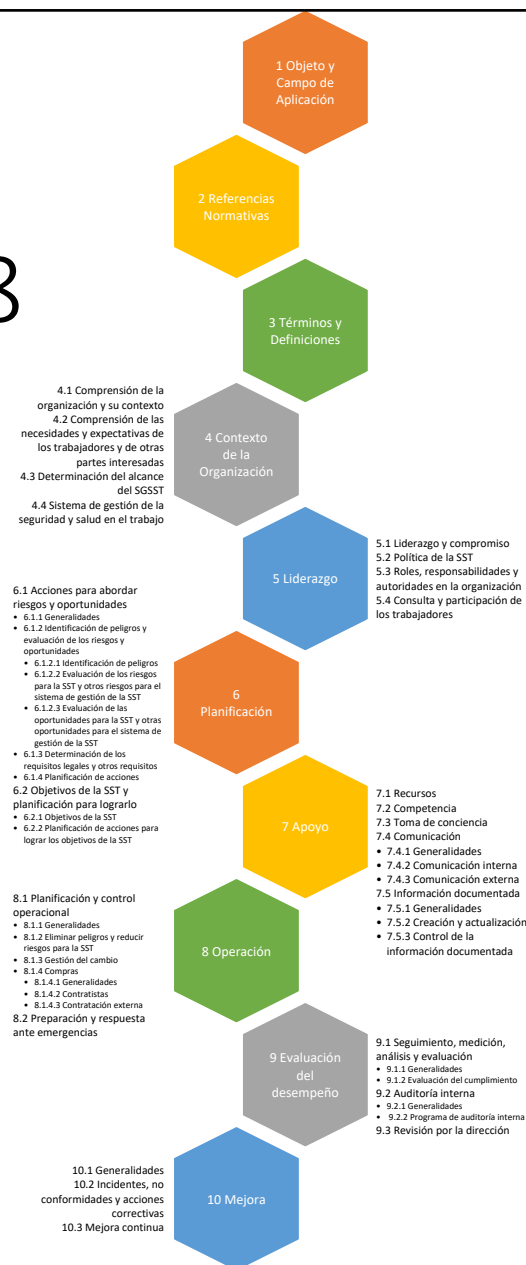 8
1 Objeto y
Campo de
Aplicación
2 Referencias
Normativas
3 Términos y
Definiciones
4.1 Comprensión de la
organización y su contexto
4.2 Comprensión de las
necesidades y expectativas de
los trabajadores y de otras
partes interesadas
4.3 Determinación del alcance
del SGSST
4.4 Sistema de gestión de la
seguridad y salud en el trabajo
4 Contexto
de la
Organización
5 Liderazgo
5.1 Liderazgo y compromiso
5.2 Política de la SST
5.3 Roles, responsabilidades y
autoridades en la organización
5.4 Consulta y participación de
los trabajadores
6.1 Acciones para abordar
riesgos y oportunidades
• 6.1.1 Generalidades
• 6.1.2 Identificación de peligros y
evaluación de los riesgos y
oportunidades
• 6.1.2.1 Identificación de peligros
• 6.1.2.2 Evaluación de los riesgos
para la SST y otros riesgos para el
sistema de gestión de la SST
• 6.1.2.3 Evaluación de las
oportunidades para la SST y otras
oportunidades para el sistema de
gestión de la SST
• 6.1.3 Determinación de los
requisitos legales y otros requisitos
• 6.1.4 Planificación de acciones
6.2 Objetivos de la SST y
planificación para lograrlo
• 6.2.1 Objetivos de la SST
• 6.2.2 Planificación de acciones para
lograr los objetivos de la SST
6
Planificación
7 Apoyo
7.1 Recursos
7.2 Competencia
7.3 Toma de conciencia
7.4 Comunicación
• 7.4.1 Generalidades
• 7.4.2 Comunicación interna
• 7.4.3 Comunicación externa
7.5 Información documentada
• 7.5.1 Generalidades
• 7.5.2 Creación y actualización
• 7.5.3 Control de la
información documentada
8.1 Planificación y control
operacional
• 8.1.1 Generalidades
• 8.1.2 Eliminar peligros y reducir
riesgos para la SST
• 8.1.3 Gestión del cambio
• 8.1.4 Compras
• 8.1.4.1 Generalidades
• 8.1.4.2 Contratistas
• 8.1.4.3 Contratación externa
8.2 Preparación y respuesta
ante emergencias
8 Operación
9 Evaluación
del
desempeño
9.1 Seguimiento, medición,
análisis y evaluación
• 9.1.1 Generalidades
• 9.1.2 Evaluación del cumplimiento
9.2 Auditoría interna
• 9.2.1 Generalidades
• 9.2.2 Programa de auditoría interna
9.3 Revisión por la dirección
10.1 Generalidades
10.2 Incidentes, no
conformidades y acciones
correctivas
10.3 Mejora continua
10 Mejora